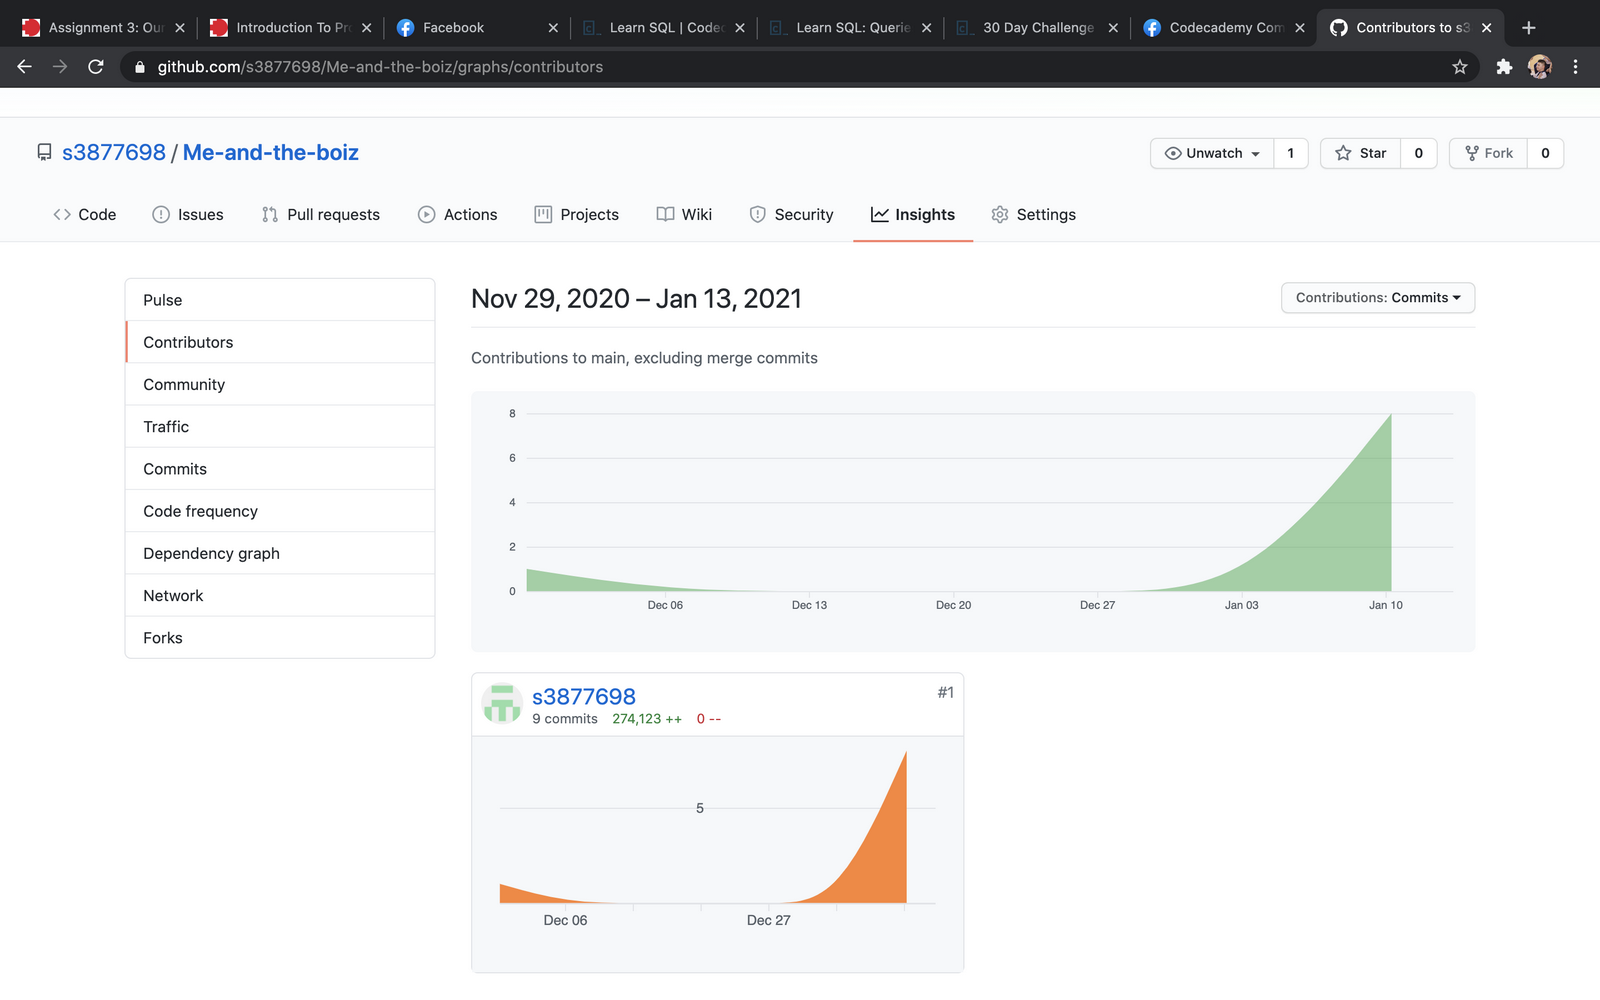 Assignment 3: Our
Introduction To Pr
Facebook
Learn SQL | Codec
Learn SQL: Querie
30 Day Challenge
Codecademy Com
Contributors to s3
github.com/s3877698/Me-and-the-boiz/graphs/contributors
s3877698 / Me-and-the-boiz
Unwatch 1
Star 0
Fork 0
Code
Issues
Pull requests
Actions
Projects
Wiki
Security
Insights
Settings
Pulse
Contributors
Community
Traffic
Commits
Code frequency
Dependency graph
Network
Forks
Nov 29, 2020 – Jan 13, 2021
Contributions: Commits
Contributions to main, excluding merge commits
8
6
4
2
0
Dec 06 Dec 13 Dec 20 Dec 27 Jan 03 Jan 10
s3877698
#1
9 commits 274,123 ++ 0 --
5
Dec 06 Dec 27